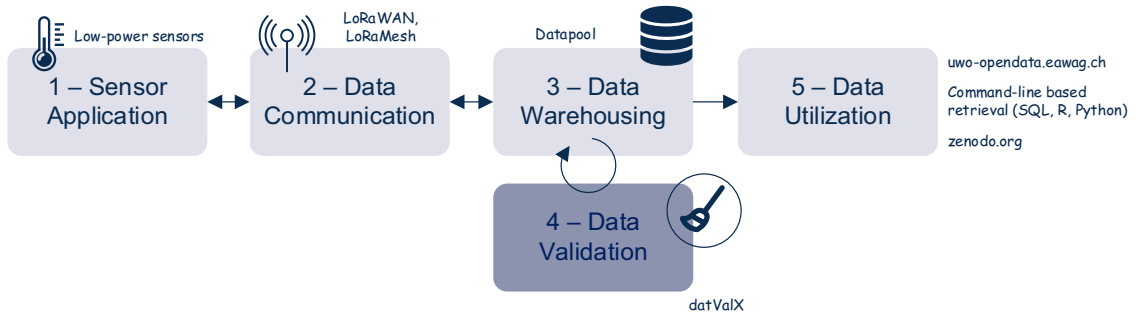 Low-power sensors
1 – Sensor
Application
LoRaWAN,
LoRaMesh
2 – Data
Communication
Datapool
3 – Data
Warehousing
5 – Data
Utilization
uwo-opendata.eawag.ch
Command-line based
retrieval (SQL, R, Python)
zenodo.org
4 – Data
Validation
datValX